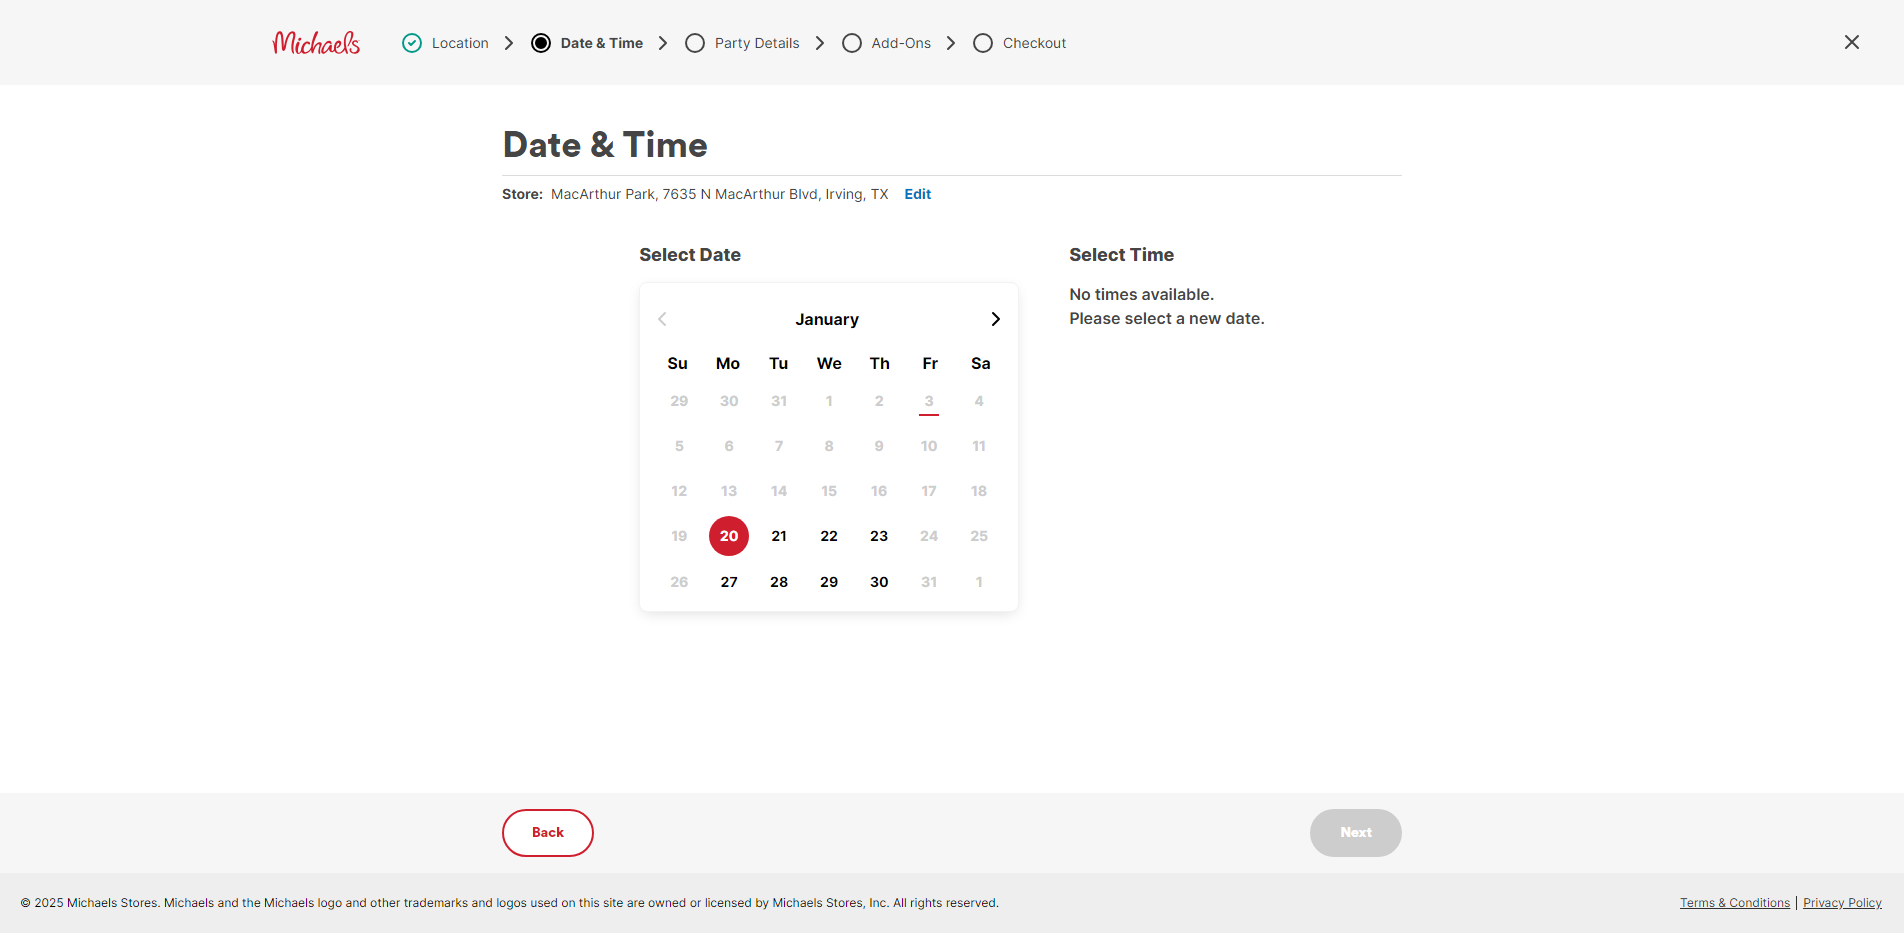 Michaels
Location
Date & Time
Party Details
Add-Ons
Checkout
Date & Time
Store: MacArthur Park, 7635 N MacArthur Blvd, Irving, TX Edit
Select Date
Select Time
No times available.
Please select a new date.
January
Su Mo Tu We Th Fr Sa
29 30 31 1 2 3 4
5 6 7 8 9 10 11
12 13 14 15 16 17 18
19 20 21 22 23 24 25
26 27 28 29 30 31 1
Back
Next
© 2025 Michaels Stores. Michaels and the Michaels logo and other trademarks and logos used on this site are owned or licensed by Michaels Stores, Inc. All rights reserved.
Terms & Conditions | Privacy Policy